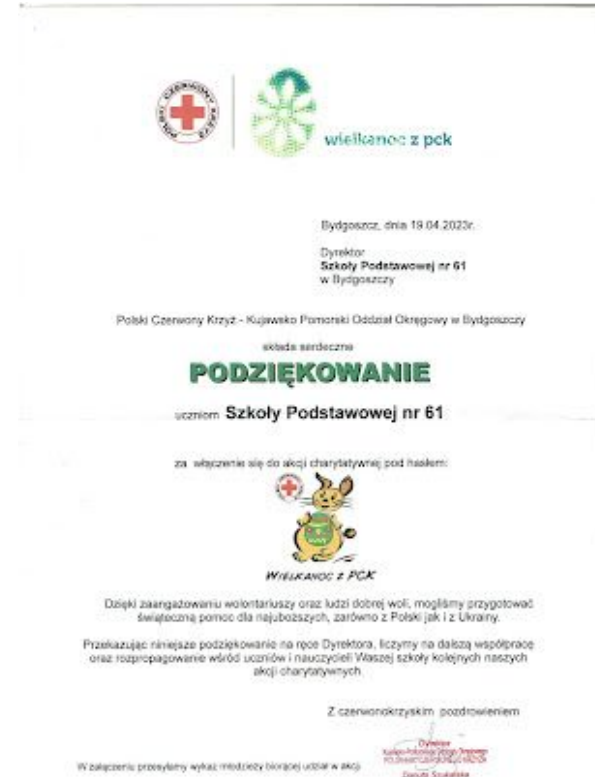 POLSKI CZERWONY KRZYŻ
wielkanoc z pck
Bydgoszcz, dnia 19.04.2023r.
Dyrektor
Szkoły Podstawowej nr 61
w Bydgoszczy
Polski Czerwony Krzyż - Kujawsko Pomorski Oddział Okręgowy w Bydgoszczy
składa serdeczne
PODZIĘKOWANIE
uczniom Szkoły Podstawowej nr 61
za włączenie się do akcji charytatywnej pod hasłem:
WIELKANOC Z PCK
Dzięki zaangażowaniu wolontariuszy oraz ludzi dobrej woli, mogliśmy przygotować
świąteczną pomoc dla najuboższych, zarówno z Polski jak i z Ukrainy.
Przekazując niniejsze podziękowanie na ręce Dyrektora, liczymy na dalszą współpracę
oraz rozpropagowanie wśród uczniów i nauczycieli Waszej szkoły kolejnych naszych
akcji charytatywnych.
Z czerwonokrzyskim pozdrowieniem
Dyrektor
W załączeniu przesyłamy wykaz młodzieży biorącej udział w akcji